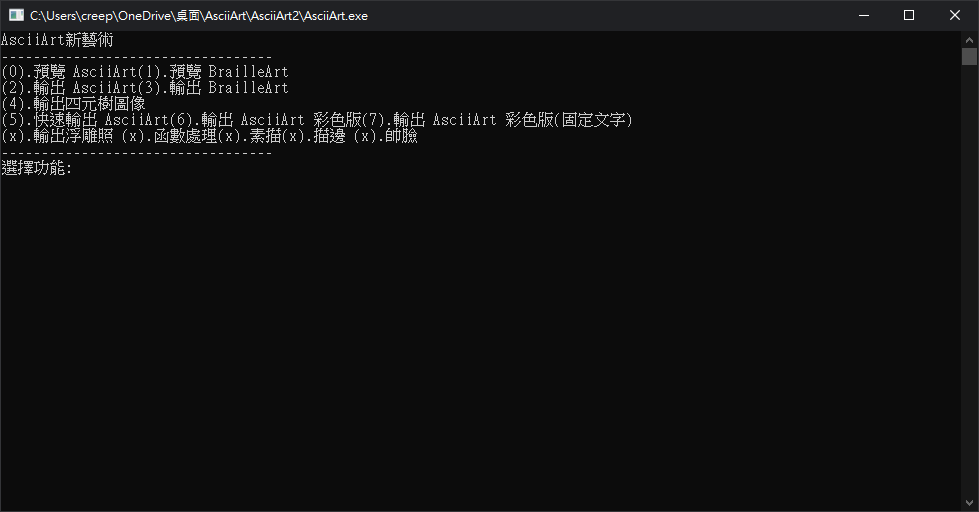 C:\Users\creep\OneDrive\桌面\AsciiArt\AsciiArt2\AsciiArt.exe
AsciiArt新藝術
----------------------------------
(0).預覽 AsciiArt(1).預覽 BrailleArt
(2).輸出 AsciiArt(3).輸出 BrailleArt
(4).輸出四元樹圖像
(5).快速輸出 AsciiArt(6).輸出 AsciiArt 彩色版(7).輸出 AsciiArt 彩色版(固定文字)
(x).輸出浮雕照 (x).函數處理(x).素描(x).描邊 (x).帥臉
----------------------------------
選擇功能: